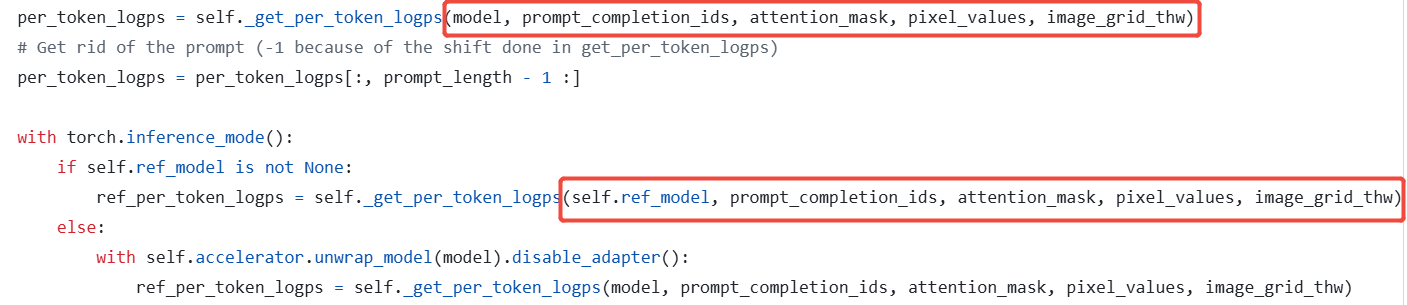 per_token_logps = self._get_per_token_logps(model, prompt_completion_ids, attention_mask, pixel_values, image_grid_thw)
# Get rid of the prompt (-1 because of the shift done in get_per_token_logps)
per_token_logps = per_token_logps[:, prompt_length - 1 :]

with torch.inference_mode():
    if self.ref_model is not None:
        ref_per_token_logps = self._get_per_token_logps(self.ref_model, prompt_completion_ids, attention_mask, pixel_values, image_grid_thw)
    else:
        with self.accelerator.unwrap_model(model).disable_adapter():
            ref_per_token_logps = self._get_per_token_logps(model, prompt_completion_ids, attention_mask, pixel_values, image_grid_thw)